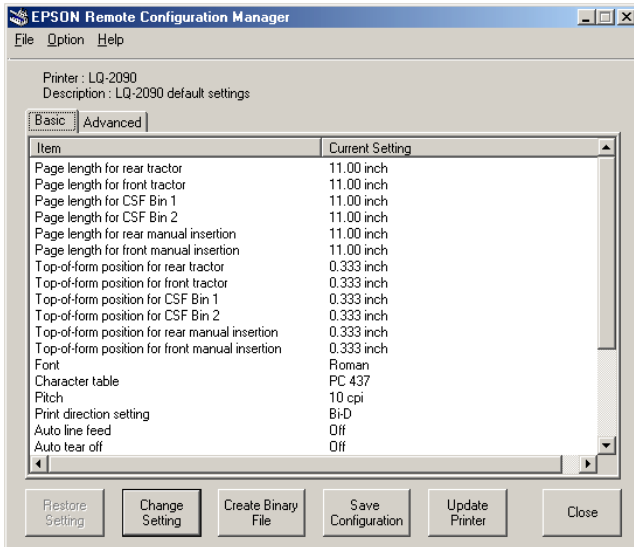 EPSON Remote Configuration Manager
File Option Help
Printer : LQ-2090
Description : LQ-2090 default settings
Basic Advanced
Item Current Setting
Page length for rear tractor 11.00 inch
Page length for front tractor 11.00 inch
Page length for CSF Bin 1 11.00 inch
Page length for CSF Bin 2 11.00 inch
Page length for rear manual insertion 11.00 inch
Page length for front manual insertion 11.00 inch
Top-of-form position for rear tractor 0.333 inch
Top-of-form position for front tractor 0.333 inch
Top-of-form position for CSF Bin 1 0.333 inch
Top-of-form position for CSF Bin 2 0.333 inch
Top-of-form position for rear manual insertion 0.333 inch
Top-of-form position for front manual insertion 0.333 inch
Font Roman
Character table PC 437
Pitch 10 cpi
Print direction setting Bi-D
Auto line feed Off
Auto tear off Off
Restore Setting
Change Setting
Create Binary File
Save Configuration
Update Printer
Close